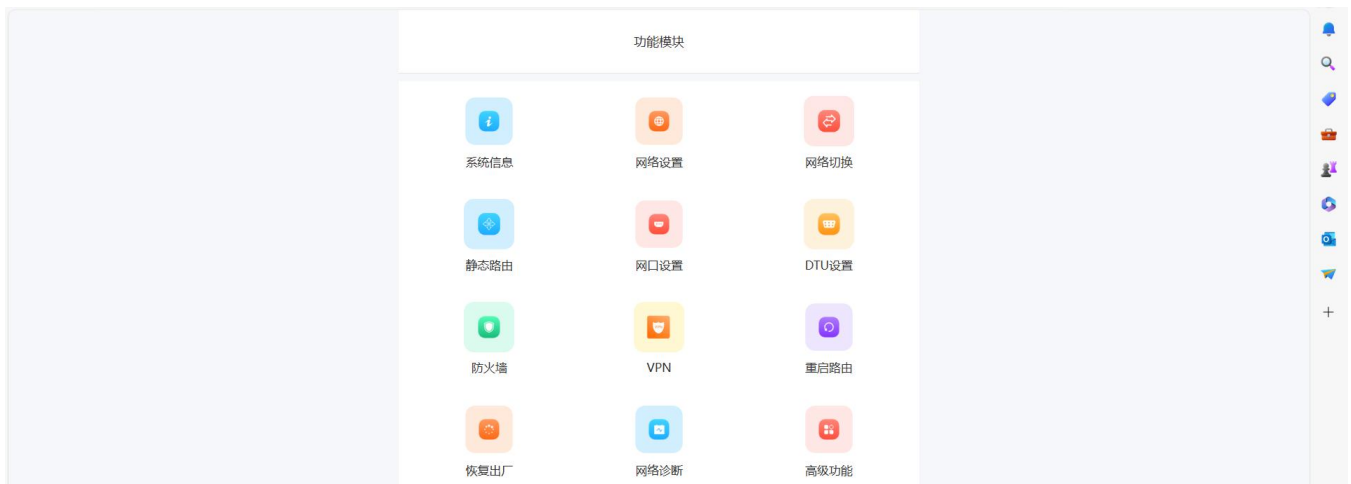 功能模块
系统信息
网络设置
网络切换
静态路由
网口设置
DTU设置
防火墙
VPN
重启路由
恢复出厂
网络诊断
高级功能